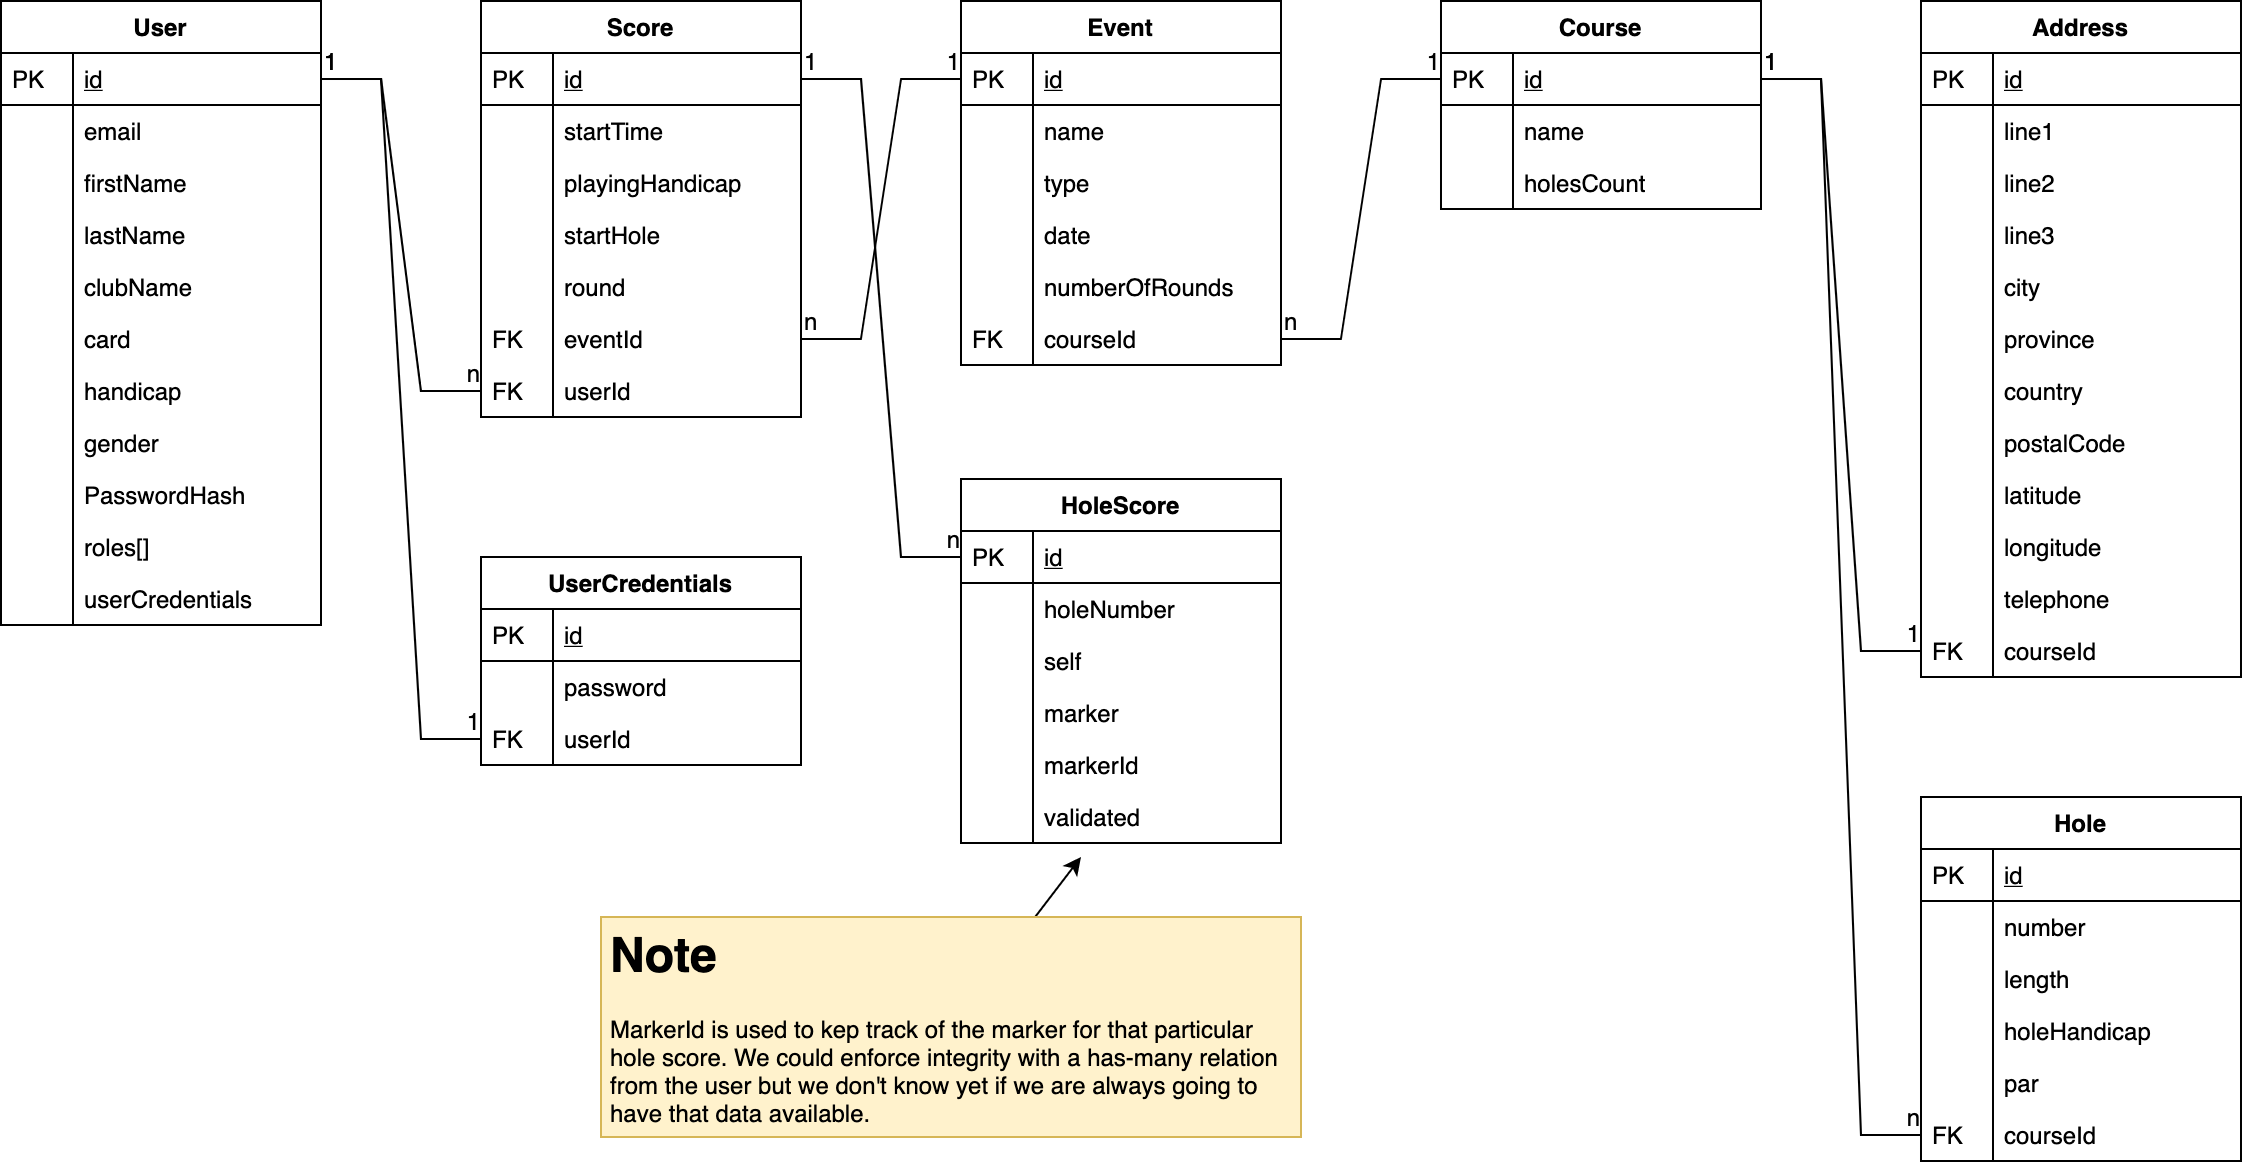 User
PK id
email
firstName
lastName
clubName
card
handicap
gender
PasswordHash
roles[]
userCredentials
1
n
1
Score
PK id
startTime
playingHandicap
startHole
round
FK eventId
FK userId
1
n
UserCredentials
PK id
password
FK userId
1
n
Event
PK id
name
type
date
numberOfRounds
FK courseId
n
HoleScore
PK id
holeNumber
self
marker
markerId
validated
Note
MarkerId is used to kep track of the marker for that particular
hole score. We could enforce integrity with a has-many relation
from the user but we don't know yet if we are always going to
have that data available.
1
Course
PK id
name
holesCount
1
1
n
Address
PK id
line1
line2
line3
city
province
country
postalCode
latitude
longitude
telephone
FK courseId
Hole
PK id
number
length
holeHandicap
par
FK courseId